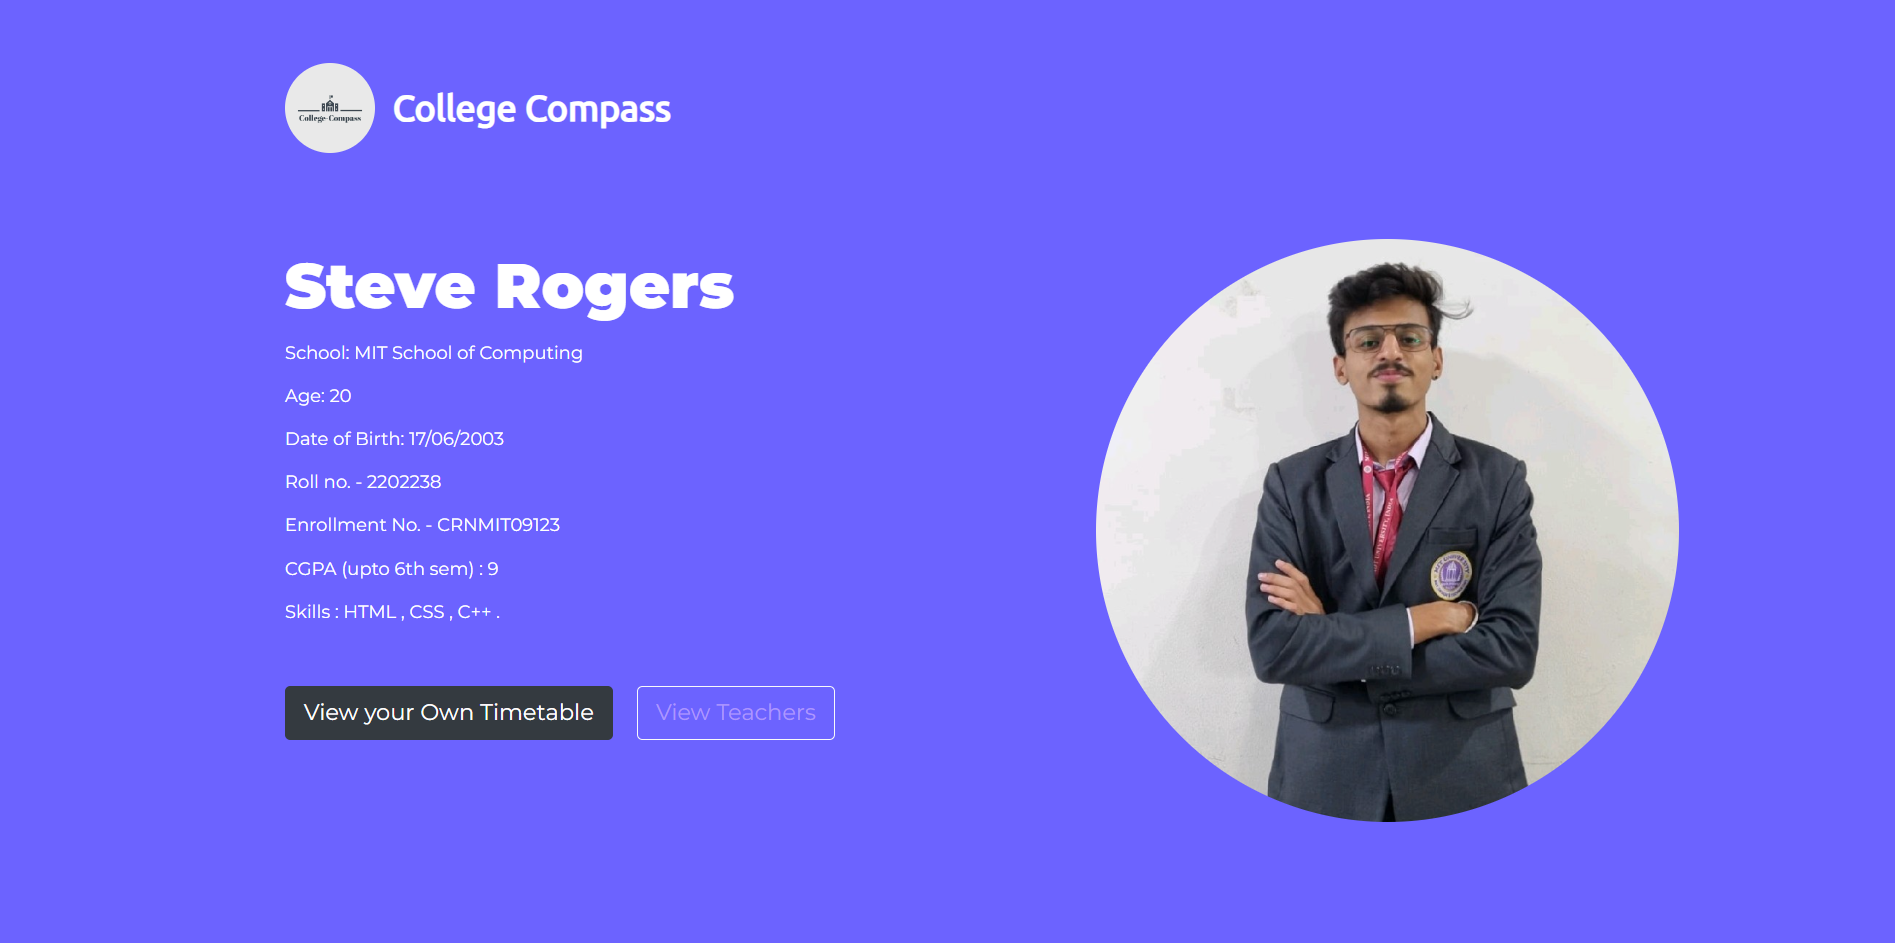 College-Compass
College Compass
Steve Rogers
School: MIT School of Computing
Age: 20
Date of Birth: 17/06/2003
Roll no. - 2202238
Enrollment No. - CRNMIT09123
CGPA (upto 6th sem) : 9
Skills : HTML , CSS , C++ .
View your Own Timetable
View Teachers